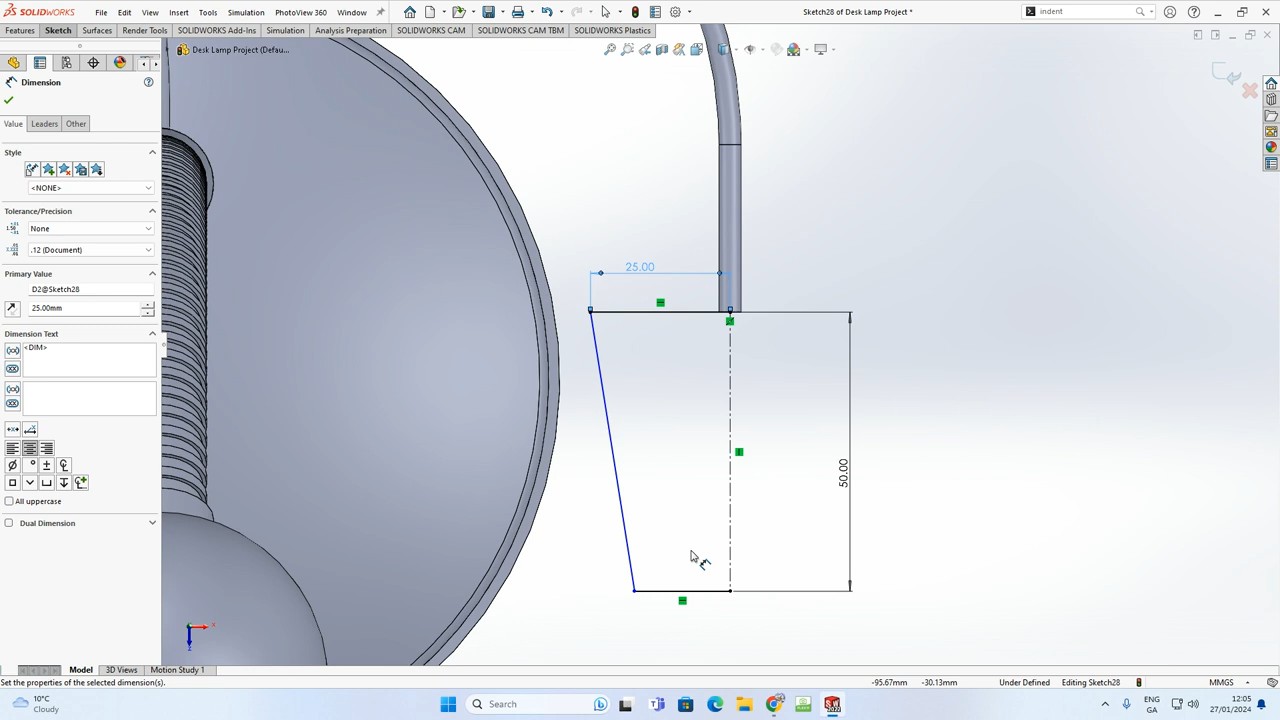 SOLIDWORKS File Edit View Insert Tools Simulation PhotoView 360 Window Sketch28 of Desk Lamp Project * indent
Features Sketch Surfaces Render Tools SOLIDWORKS Add-Ins Simulation Analysis Preparation SOLIDWORKS CAM SOLIDWORKS CAM TBM SOLIDWORKS Plastics
Desk Lamp Project (Defau...
Dimension
Value Leaders Other
Style
<NONE>
Tolerance/Precision
None
.12 (Document)
Primary Value
D2@Sketch28
25.00mm
Dimension Text
<DIM>
All uppercase
Dual Dimension
25.00
50.00
x
z
Model 3D Views Motion Study 1
Set the properties of the selected dimension(s). -95.67mm -30.13mm Under Defined Editing Sketch28 MMGS
10°C
Cloudy
Search
ENG
GA
12:05
27/01/2024